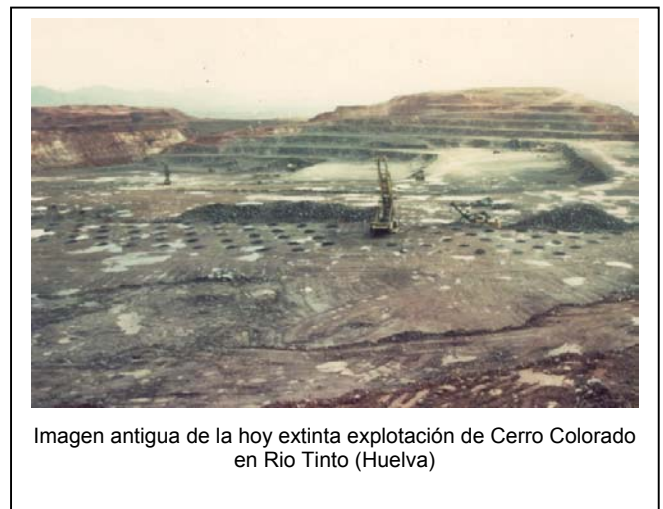 Imagen antigua de la hoy extinta explotación de Cerro Colorado
en Rio Tinto (Huelva)